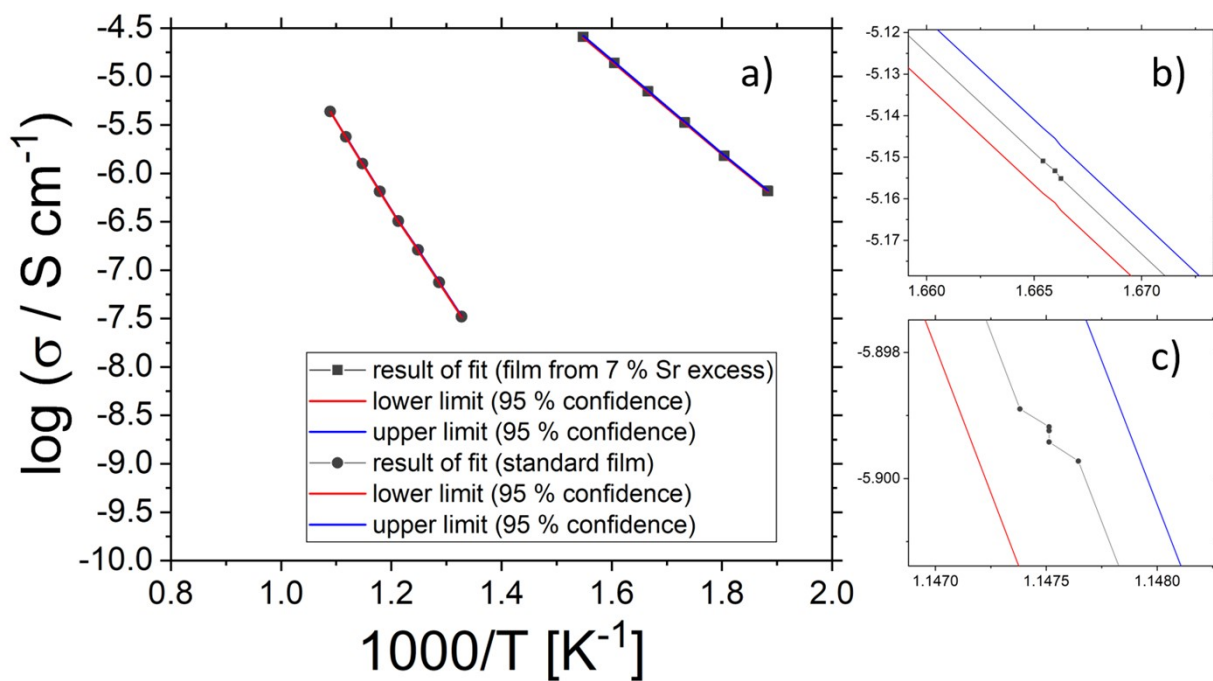 -4.5
-5.0
-5.5
-6.0
-6.5
-7.0
-7.5
-8.0
-8.5
-9.0
-9.5
-10.0
log (σ / S cm⁻¹)
a)
result of fit (film from 7 % Sr excess)
lower limit (95 % confidence)
upper limit (95 % confidence)
result of fit (standard film)
lower limit (95 % confidence)
upper limit (95 % confidence)
0.8 1.0 1.2 1.4 1.6 1.8 2.0
1000/T [K⁻¹]
b)
-5.12
-5.13
-5.14
-5.15
-5.16
-5.17
1.660 1.665 1.670
c)
-5.898
-5.900
1.1470 1.1475 1.1480